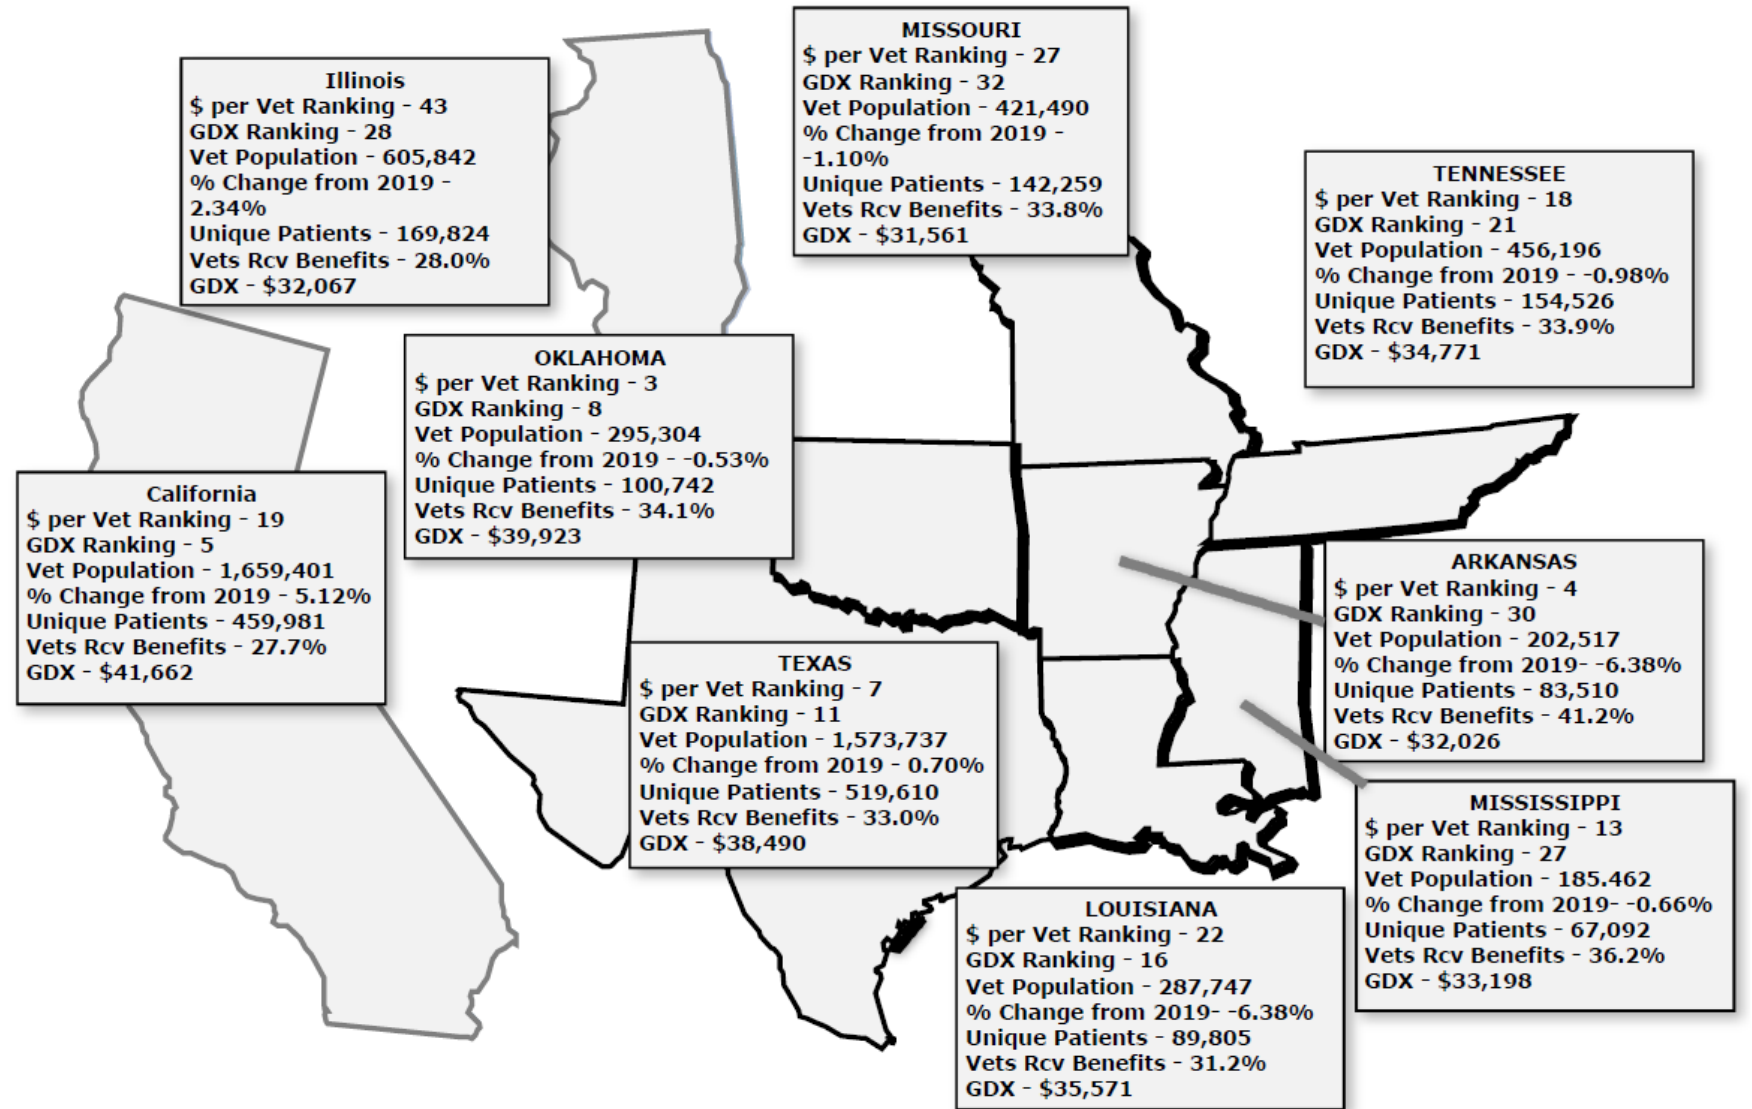 MISSOURI
$ per Vet Ranking - 27
GDX Ranking - 32
Vet Population - 421,490
% Change from 2019 -
-1.10%
Unique Patients - 142,259
Vets Rcv Benefits - 33.8%
GDX - $31,561
Illinois
$ per Vet Ranking - 43
GDX Ranking - 28
Vet Population - 605,842
% Change from 2019 -
2.34%
Unique Patients - 169,824
Vets Rcv Benefits - 28.0%
GDX - $32,067
TENNESSEE
$ per Vet Ranking - 18
GDX Ranking - 21
Vet Population - 456,196
% Change from 2019 - -0.98%
Unique Patients - 154,526
Vets Rcv Benefits - 33.9%
GDX - $34,771
OKLAHOMA
$ per Vet Ranking - 3
GDX Ranking - 8
Vet Population - 295,304
% Change from 2019 - -0.53%
Unique Patients - 100,742
Vets Rcv Benefits - 34.1%
GDX - $39,923
California
$ per Vet Ranking - 19
GDX Ranking - 5
Vet Population - 1,659,401
% Change from 2019 - 5.12%
Unique Patients - 459,981
Vets Rcv Benefits - 27.7%
GDX - $41,662
ARKANSAS
$ per Vet Ranking - 4
GDX Ranking - 30
Vet Population - 202,517
% Change from 2019- -6.38%
Unique Patients - 83,510
Vets Rcv Benefits - 41.2%
GDX - $32,026
TEXAS
$ per Vet Ranking - 7
GDX Ranking - 11
Vet Population - 1,573,737
% Change from 2019 - 0.70%
Unique Patients - 519,610
Vets Rcv Benefits - 33.0%
GDX - $38,490
MISSISSIPPI
$ per Vet Ranking - 13
GDX Ranking - 27
Vet Population - 185.462
% Change from 2019- -0.66%
Unique Patients - 67,092
Vets Rcv Benefits - 36.2%
GDX - $33,198
LOUISIANA
$ per Vet Ranking - 22
GDX Ranking - 16
Vet Population - 287,747
% Change from 2019- -6.38%
Unique Patients - 89,805
Vets Rcv Benefits - 31.2%
GDX - $35,571